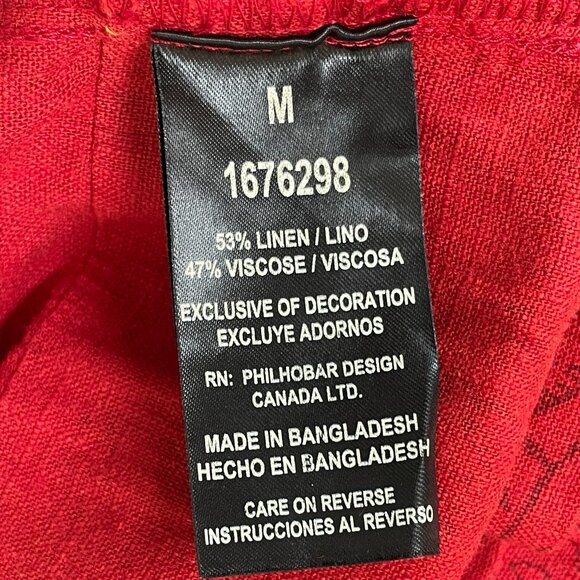 M
1676298
53% LINEN / LINO
47% VISCOSE / VISCOSA
EXCLUSIVE OF DECORATION
EXCLUYE ADORNOS
RN: PHILHOBAR DESIGN
CANADA LTD.
MADE IN BANGLADESH
HECHO EN BANGLADESH
CARE ON REVERSE
INSTRUCCIONES AL REVERSO